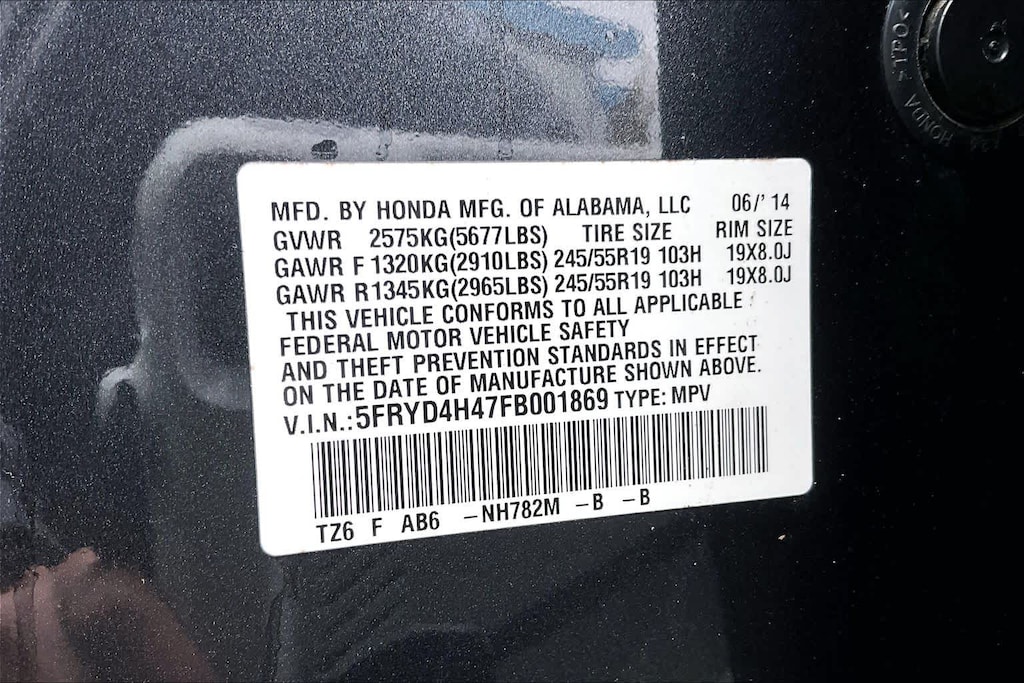 MFD. BY HONDA MFG. OF ALABAMA, LLC 06/' 14
GVWR 2575KG(5677LBS) TIRE SIZE RIM SIZE
GAWR F 1320KG(2910LBS) 245/55R19 103H 19X8.0J
GAWR R1345KG(2965LBS) 245/55R19 103H 19X8.0J
THIS VEHICLE CONFORMS TO ALL APPLICABLE
FEDERAL MOTOR VEHICLE SAFETY
AND THEFT PREVENTION STANDARDS IN EFFECT
ON THE DATE OF MANUFACTURE SHOWN ABOVE.
V.I.N.:5FRYD4H47FB001869 TYPE: MPV
TZ6 F AB6 -NH782M -B -B
>TPO<
HONDA